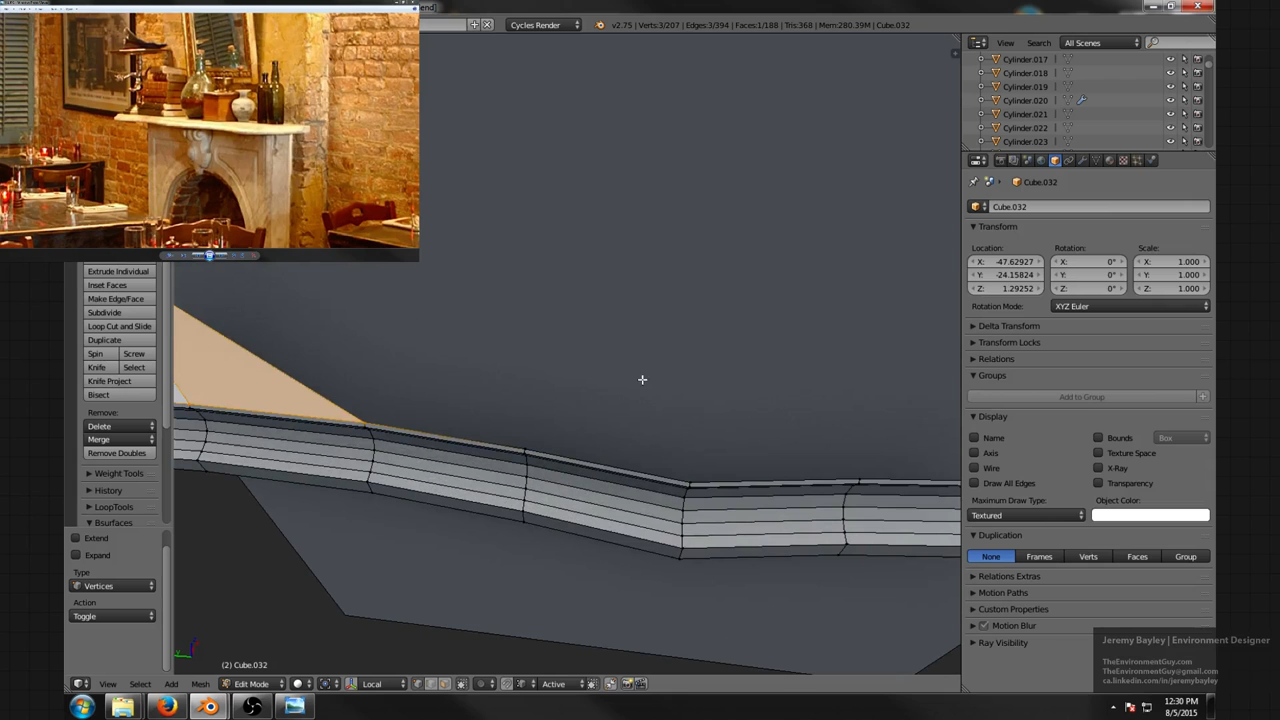 end]
Cycles Render
v2.75 | Verts:3/207 | Edges:3/394 | Faces:1/188 | Tris:368 | Mem:280.39M | Cube.032
View Search All Scenes
Cylinder.017
Cylinder.018
Cylinder.019
Cylinder.020
Cylinder.021
Cylinder.022
Cylinder.023
Cube.032
Cube.032
Transform
Location: Rotation: Scale:
X: -47.62927 X: 0° X: 1.000
Y: -24.15824 Y: 0° Y: 1.000
Z: 1.29252 Z: 0° Z: 1.000
Rotation Mode: XYZ Euler
Delta Transform
Transform Locks
Relations
Groups
Add to Group
Display
Name Bounds Box
Axis Texture Space
Wire X-Ray
Draw All Edges Transparency
Maximum Draw Type: Object Color:
Textured
Duplication
None Frames Verts Faces Group
Relations Extras
Motion Paths
Custom Properties
Motion Blur
Ray Visibility
Extrude Individual
Inset Faces
Make Edge/Face
Subdivide
Loop Cut and Slide
Duplicate
Spin Screw
Knife Select
Knife Project
Bisect
Remove:
Delete
Merge
Remove Doubles
Weight Tools
History
LoopTools
Bsurfaces
Extend
Expand
Type
Vertices
Action
Toggle
(2) Cube.032
View Select Add Mesh Edit Mode Local Active
Jeremy Bayley | Environment Designer
TheEnvironmentGuy.com
TheEnvironmentGuy@gmail.com
ca.linkedin.com/in/jeremybayley
12:30 PM
8/5/2015